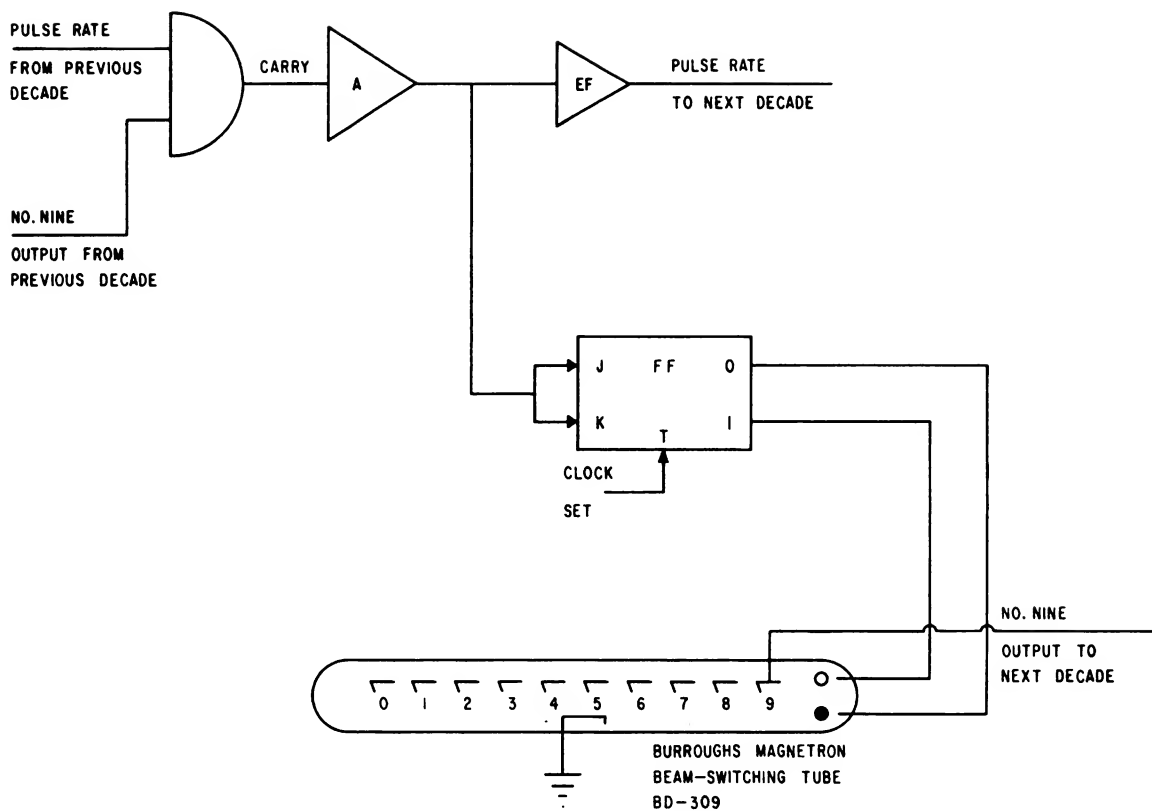 PULSE RATE
FROM PREVIOUS
DECADE
CARRY
A
EF
PULSE RATE
TO NEXT DECADE
NO. NINE
OUTPUT FROM
PREVIOUS DECADE
J FF 0
K 1
T
CLOCK
SET
NO. NINE
OUTPUT TO
NEXT DECADE
0 1 2 3 4 5 6 7 8 9
BURROUGHS MAGNETRON
BEAM-SWITCHING TUBE
BD-309